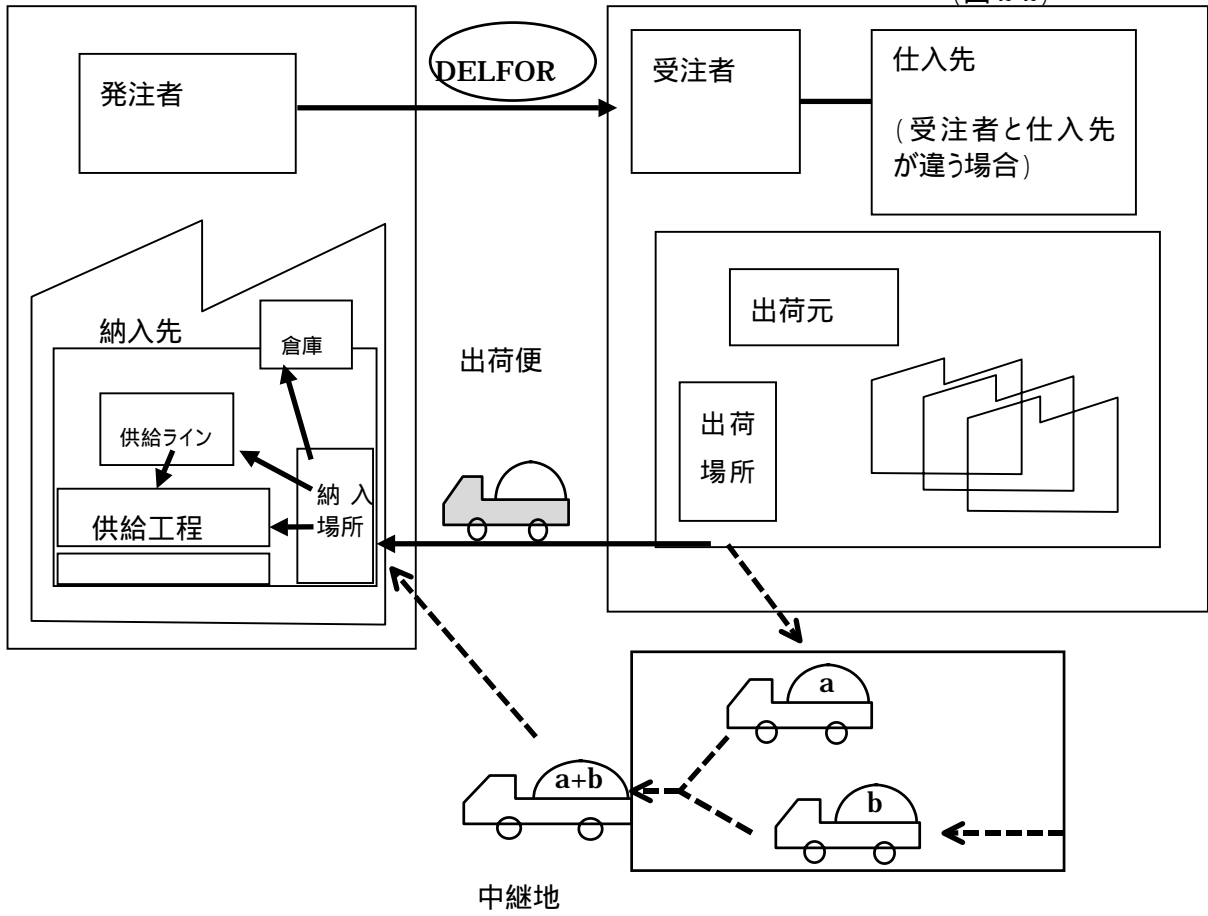 発注者
DELFOR
受注者
仕入先
(受注者と仕入先
が違う場合)
納入先
倉庫
供給ライン
供給工程
納入
場所
出荷便
出荷元
出荷
場所
a
a+b
b
中継地